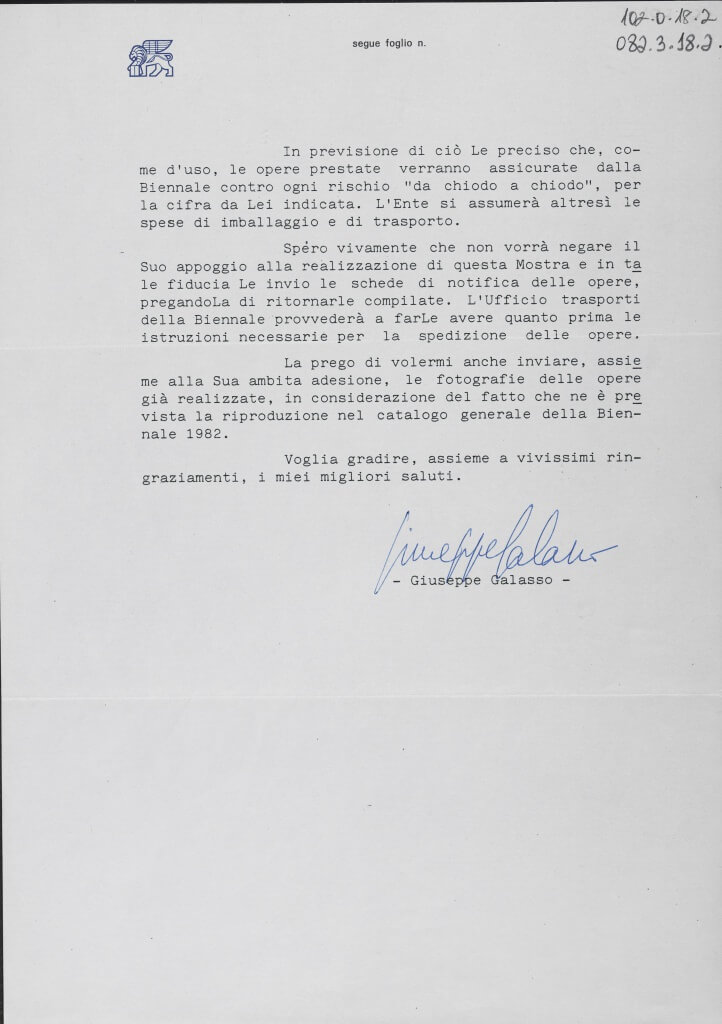 102.0.18.2
082.3.18.2.
segue foglio n.
In previsione di ciò Le preciso che, co-
me d'uso, le opere prestate verranno assicurate dalla
Biennale contro ogni rischio "da chiodo a chiodo", per
la cifra da Lei indicata. L'Ente si assumerà altresì le
spese di imballaggio e di trasporto.
Spéro vivamente che non vorrà negare il
Suo appoggio alla realizzazione di questa Mostra e in ta
le fiducia Le invio le schede di notifica delle opere,
pregandoLa di ritornarle compilate. L'Ufficio trasporti
della Biennale provvederà a farLe avere quanto prima le
istruzioni necessarie per la spedizione delle opere.
La prego di volermi anche inviare, assie
me alla Sua ambita adesione, le fotografie delle opere
già realizzate, in considerazione del fatto che ne è pre
vista la riproduzione nel catalogo generale della Bien-
nale 1982.
Voglia gradire, assieme a vivissimi rin-
graziamenti, i miei migliori saluti.
Giuseppe Galasso
- Giuseppe Galasso -